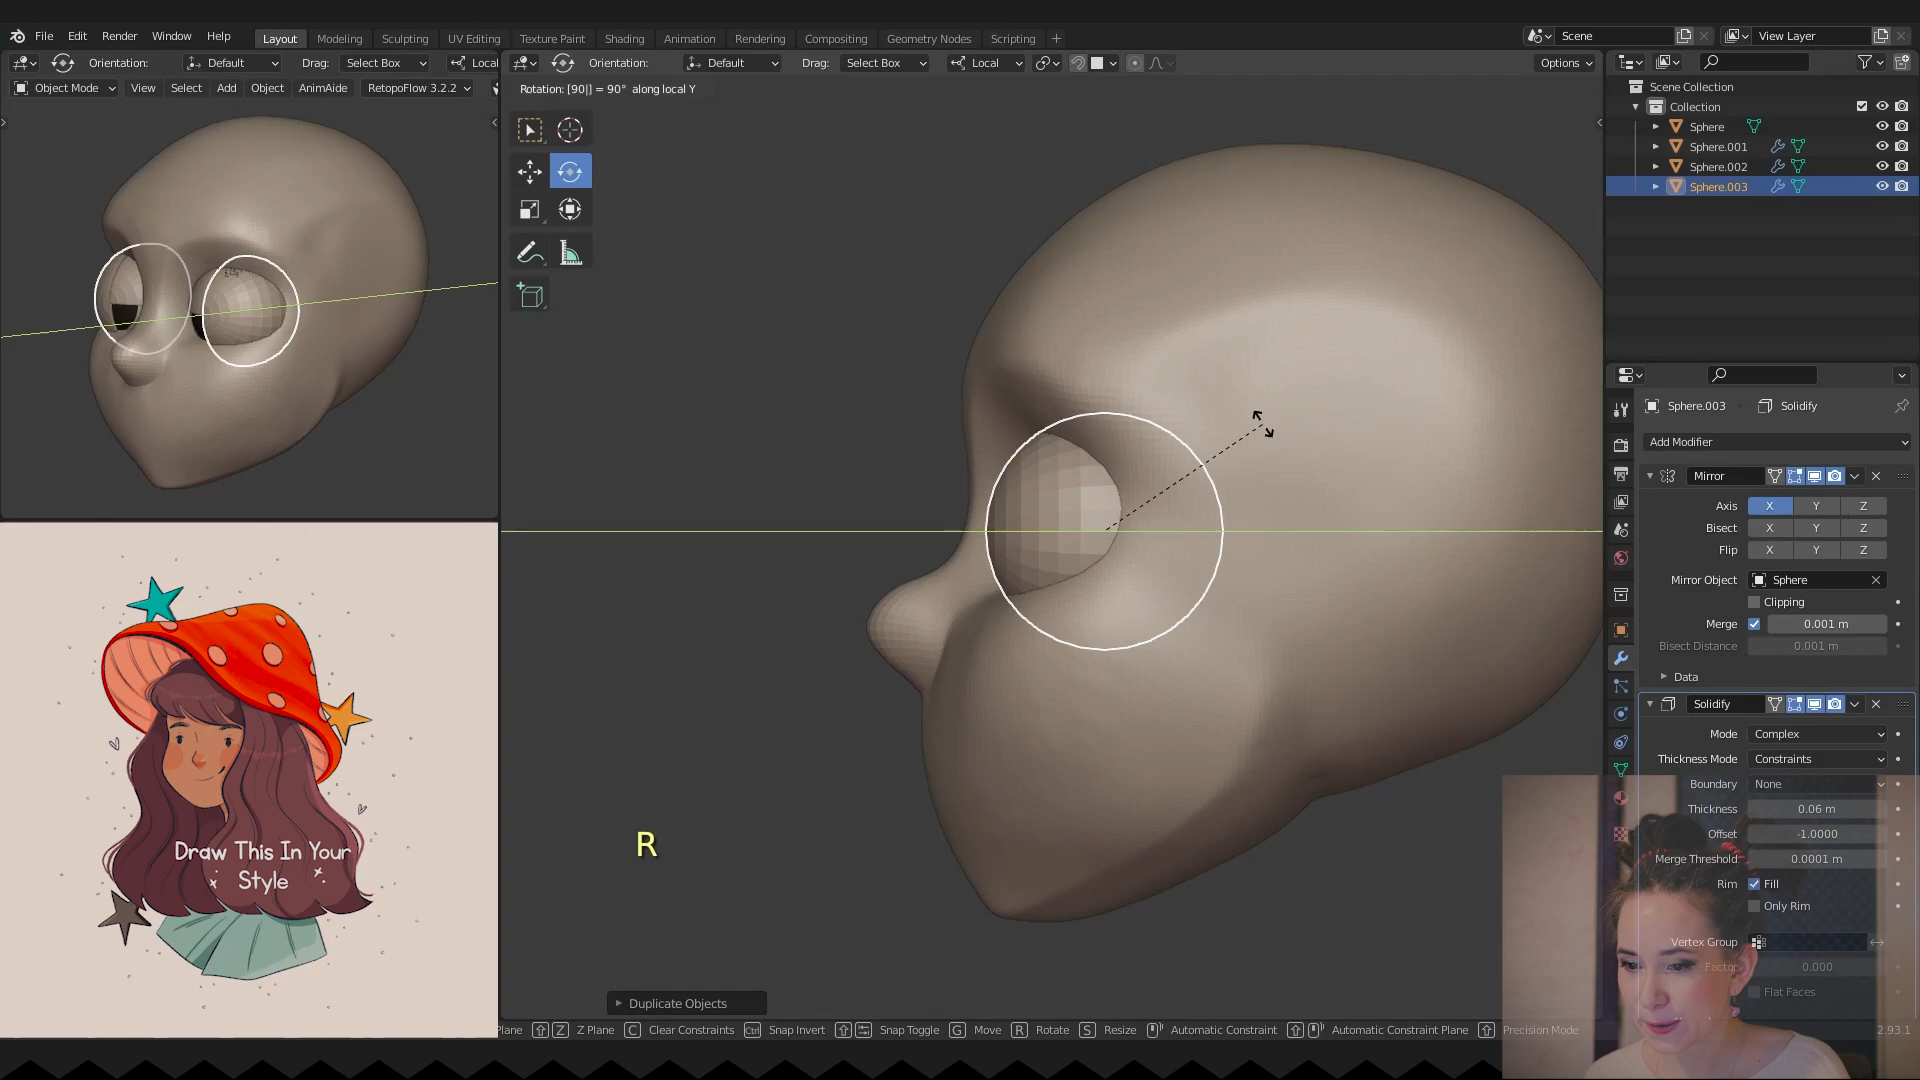 File Edit Render Window Help
Layout Modeling Sculpting UV Editing Texture Paint Shading Animation Rendering Compositing Geometry Nodes Scripting +
Scene
View Layer
Orientation: Default Drag: Select Box Local
Orientation: Default Drag: Select Box Local
Options
Object Mode View Select Add Object AnimAide RetopoFlow 3.2.2
Rotation: [90|] = 90° along local Y
Scene Collection
Collection
Sphere
Sphere.001
Sphere.002
Sphere.003
Sphere.003 Solidify
Add Modifier
Mirror
Axis X Y Z
Bisect X Y Z
Flip X Y Z
Mirror Object Sphere
Clipping
Merge 0.001 m
Bisect Distance 0.001 m
Data
Solidify
Mode Complex
Thickness Mode Constraints
Boundary None
Thickness 0.06 m
Offset -1.0000
Merge Threshold 0.0001 m
Rim Fill
Only Rim
Vertex Group
Factor 0.000
Flat Faces
Draw This In Your
Style
R
Duplicate Objects
Plane Z Z Plane C Clear Constraints Ctrl Snap Invert Snap Toggle G Move R Rotate S Resize Automatic Constraint Automatic Constraint Plane Precision Mode
2.93.1